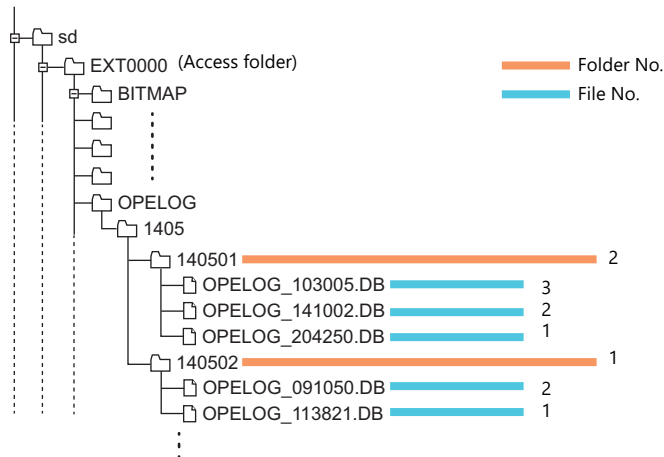 sd
EXT0000 (Access folder)
Folder No.
BITMAP
File No.
OPELOG
1405
140501 2
OPELOG_103005.DB 3
OPELOG_141002.DB 2
OPELOG_204250.DB 1
140502 1
OPELOG_091050.DB 2
OPELOG_113821.DB 1